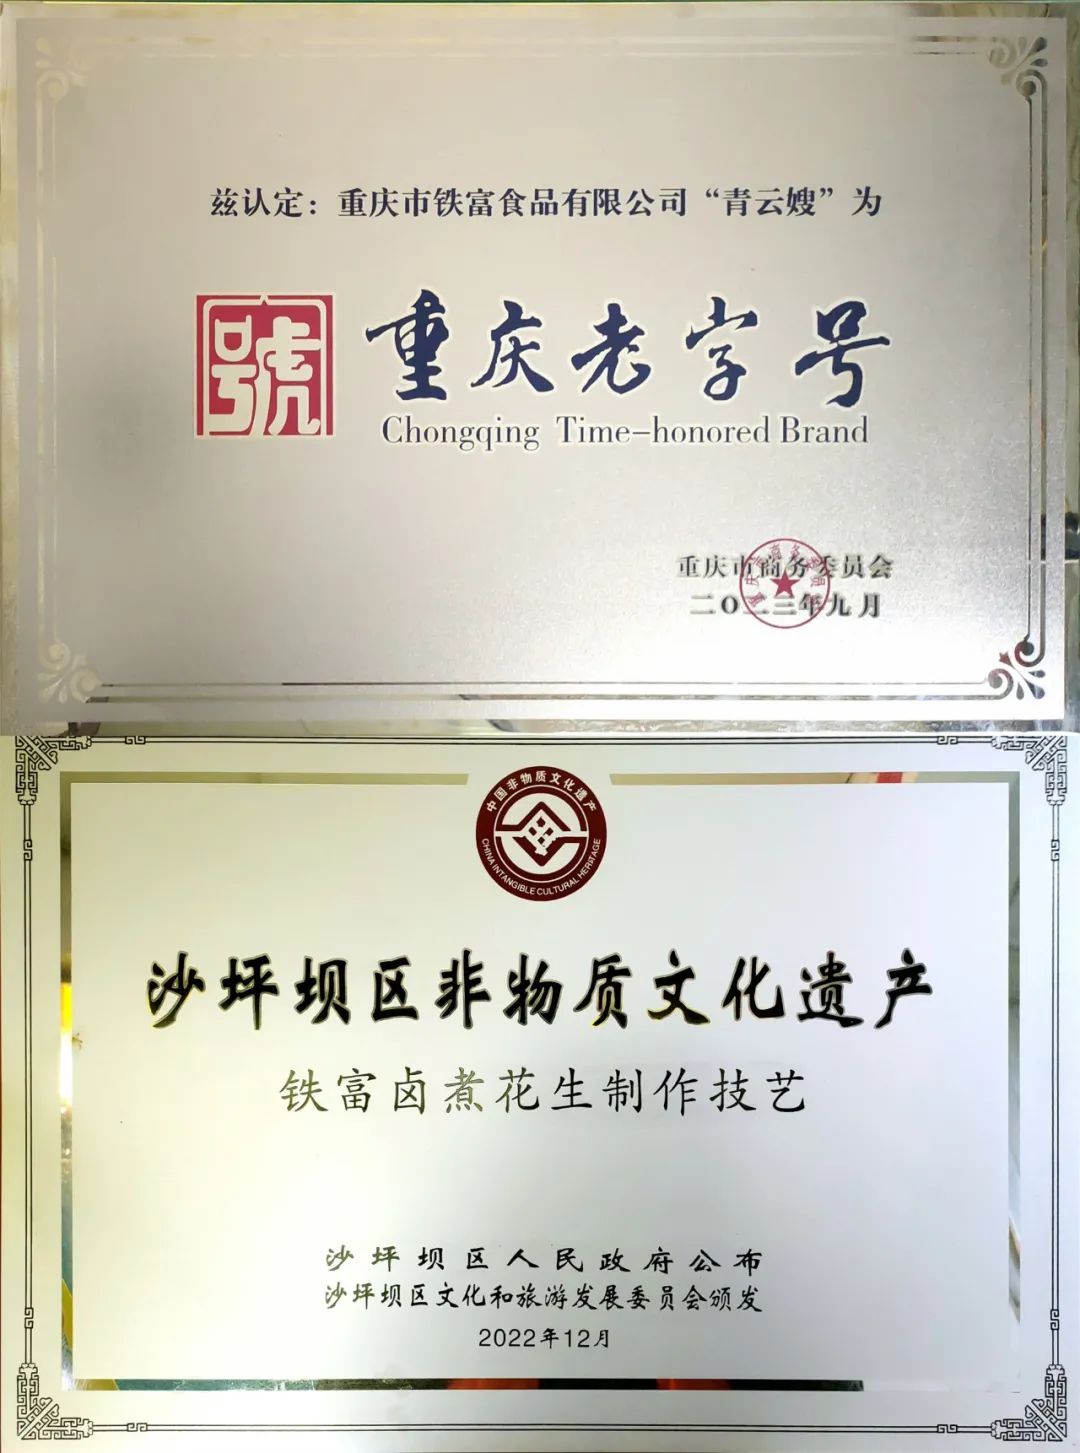 兹认定：重庆市铁富食品有限公司“青云嫂”为
號
重庆老字号
Chongqing Time-honored Brand
重庆市商务委员会
二〇二三年九月
中国非物质文化遗产
CHINA INTANGIBLE CULTURAL HERITAGE
沙坪坝区非物质文化遗产
铁富卤煮花生制作技艺
沙坪坝区人民政府公布
沙坪坝区文化和旅游发展委员会颁发
2022年12月